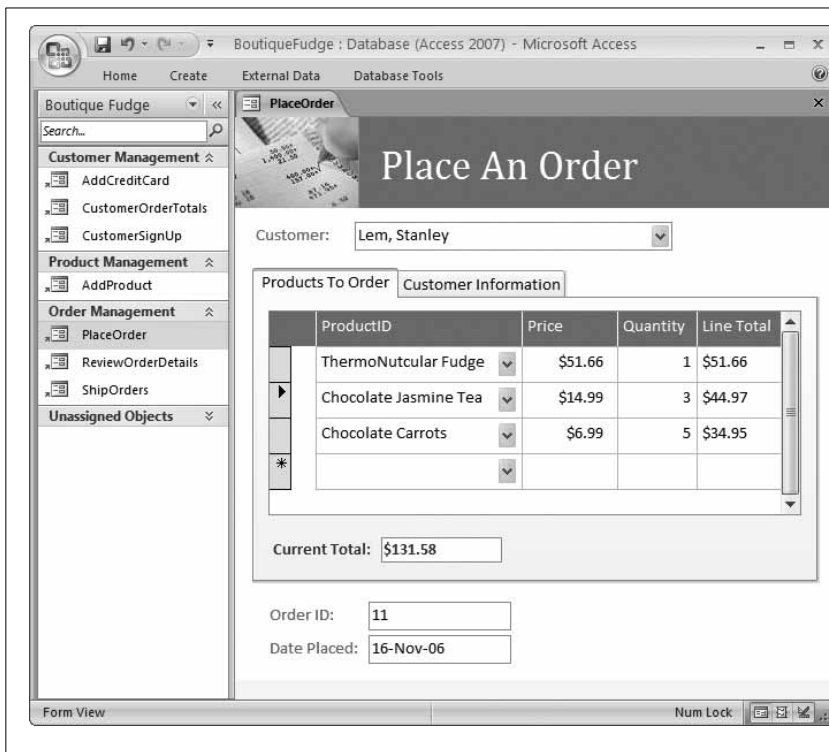 BoutiqueFudge : Database (Access 2007) - Microsoft Access
Home Create External Data Database Tools
Boutique Fudge
Search...
Customer Management
AddCreditCard
CustomerOrderTotals
CustomerSignUp
Product Management
AddProduct
Order Management
PlaceOrder
ReviewOrderDetails
ShipOrders
Unassigned Objects
PlaceOrder
Place An Order
Customer: Lem, Stanley
Products To Order Customer Information
ProductID Price Quantity Line Total
ThermoNutcular Fudge $51.66 1 $51.66
Chocolate Jasmine Tea $14.99 3 $44.97
Chocolate Carrots $6.99 5 $34.95
*
Current Total: $131.58
Order ID: 11
Date Placed: 16-Nov-06
Form View Num Lock